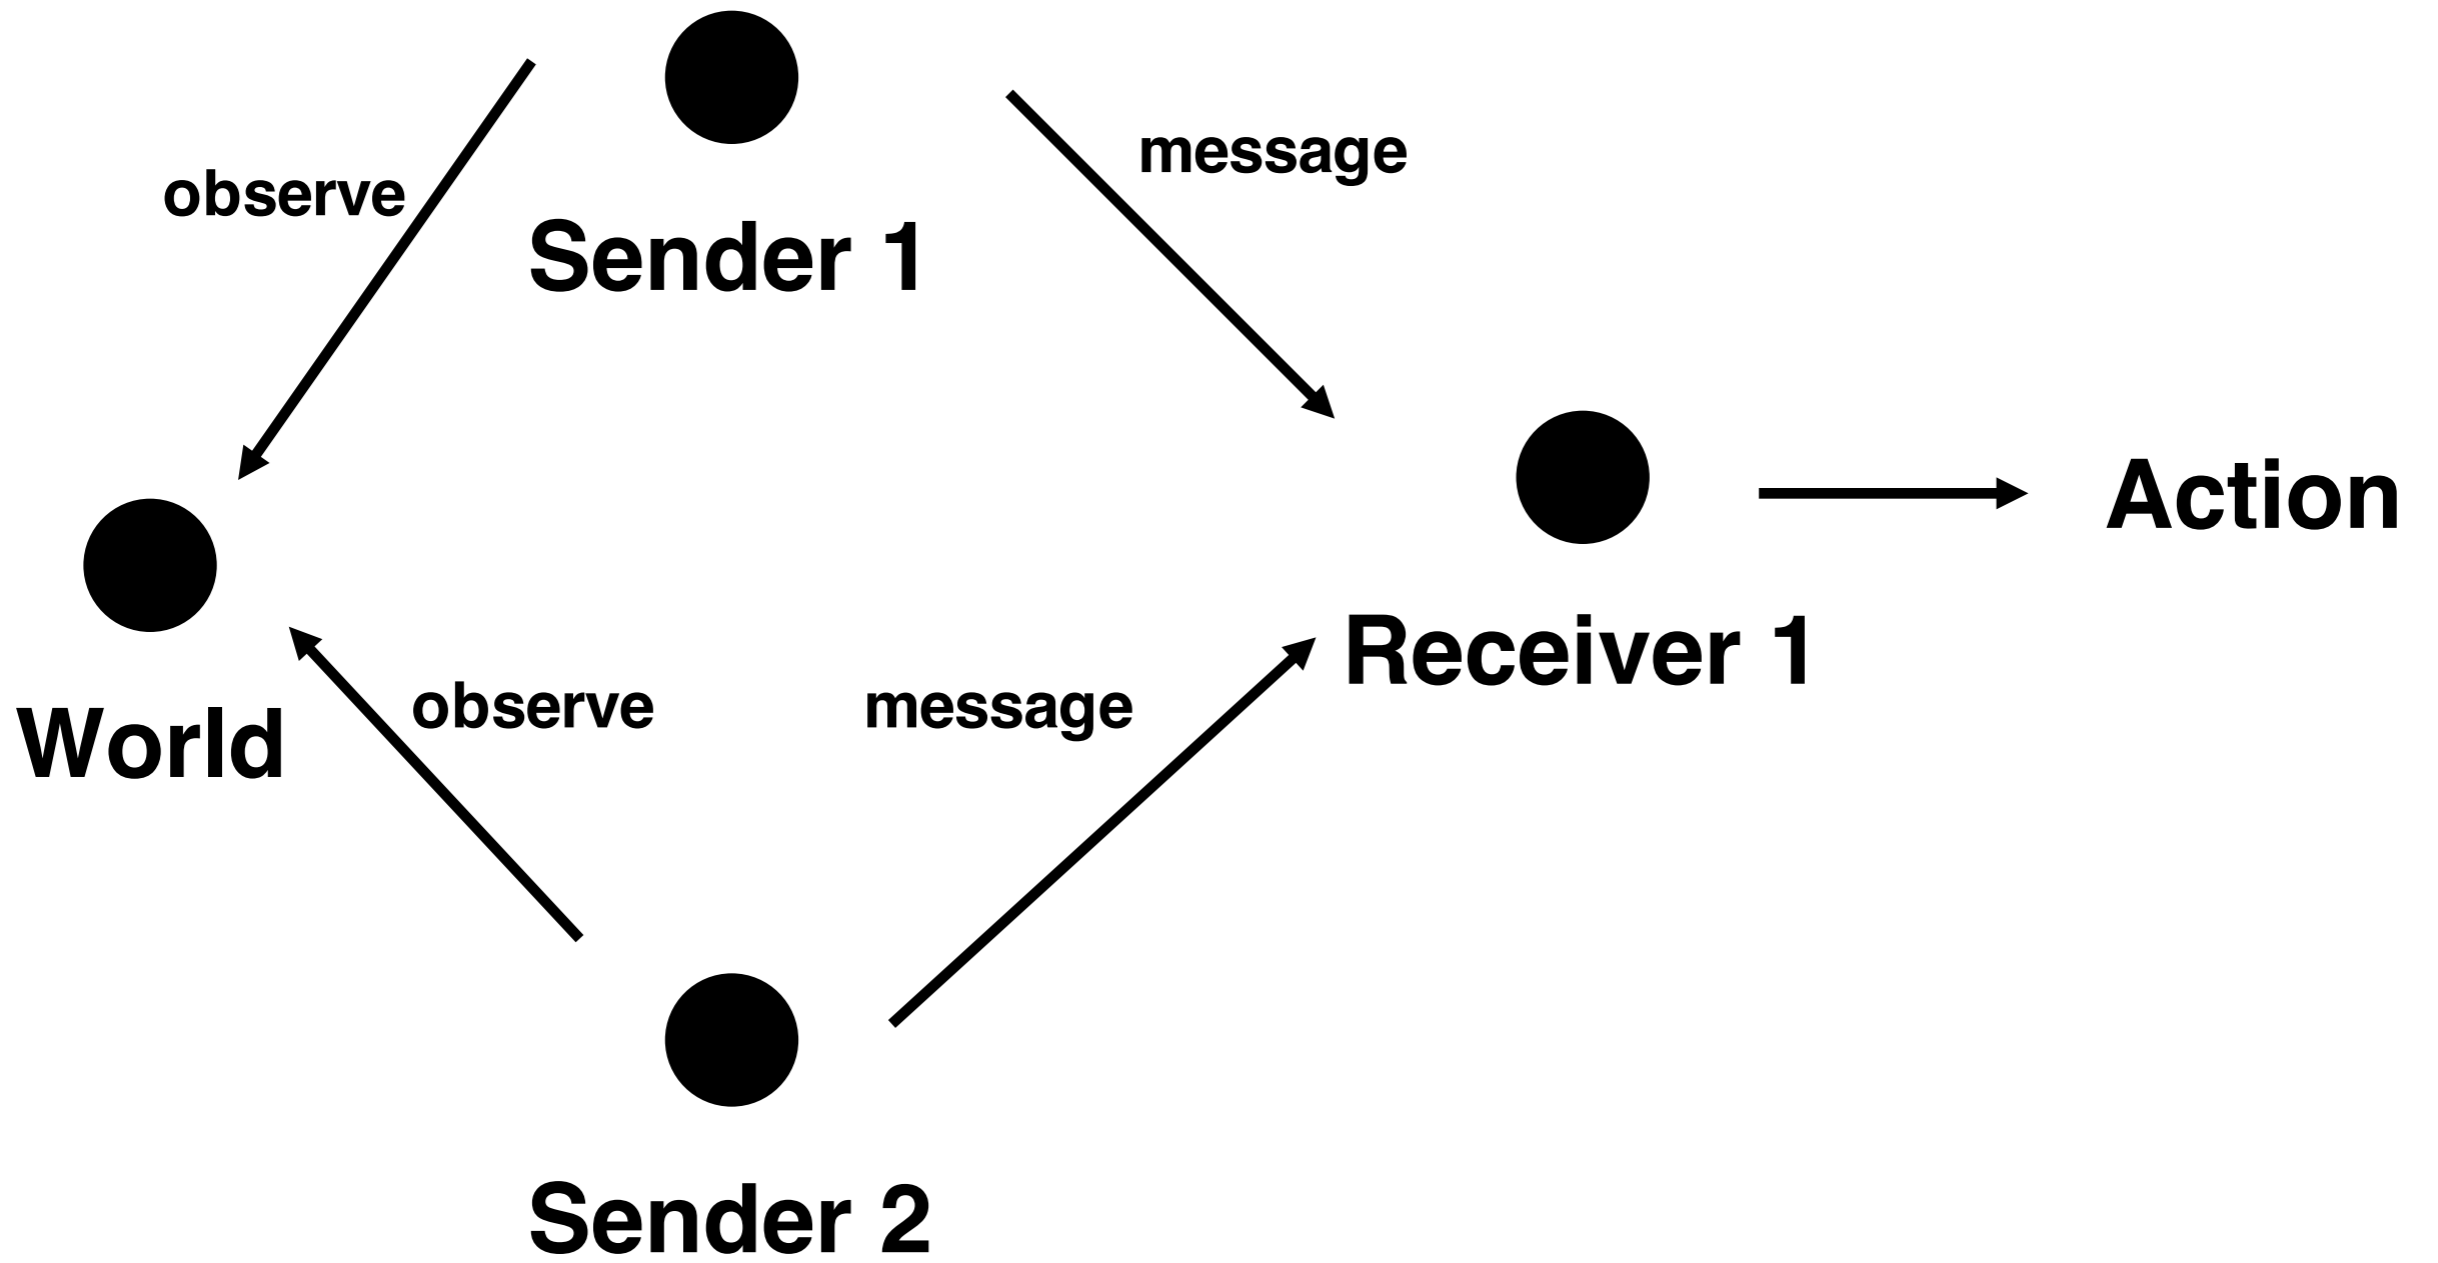 message
observe
Sender 1
Action
Receiver 1
observe
message
World
Sender 2